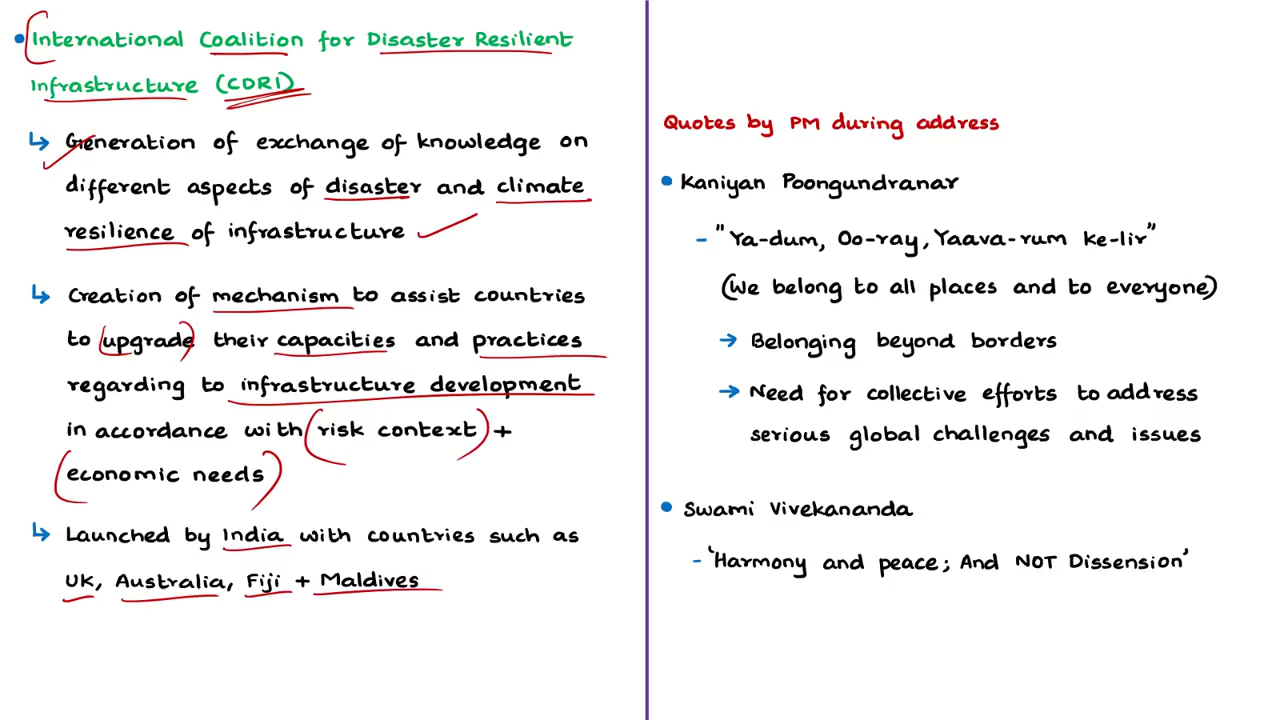 • International Coalition for Disaster Resilient
Infrastructure (CDRI)
↳ Generation of exchange of knowledge on
different aspects of disaster and climate
resilience of infrastructure
↳ Creation of mechanism to assist countries
to upgrade their capacities and practices
regarding to infrastructure development
in accordance with risk context +
economic needs
↳ Launched by India with countries such as
UK, Australia, Fiji + Maldives
Quotes by PM during address
• Kaniyan Poongundranar
- "Ya-dum, Oo-ray, Yaava-rum ke-lir"
(We belong to all places and to everyone)
→ Belonging beyond borders
→ Need for collective efforts to address
serious global challenges and issues
• Swami Vivekananda
- 'Harmony and peace; And NOT Dissension'